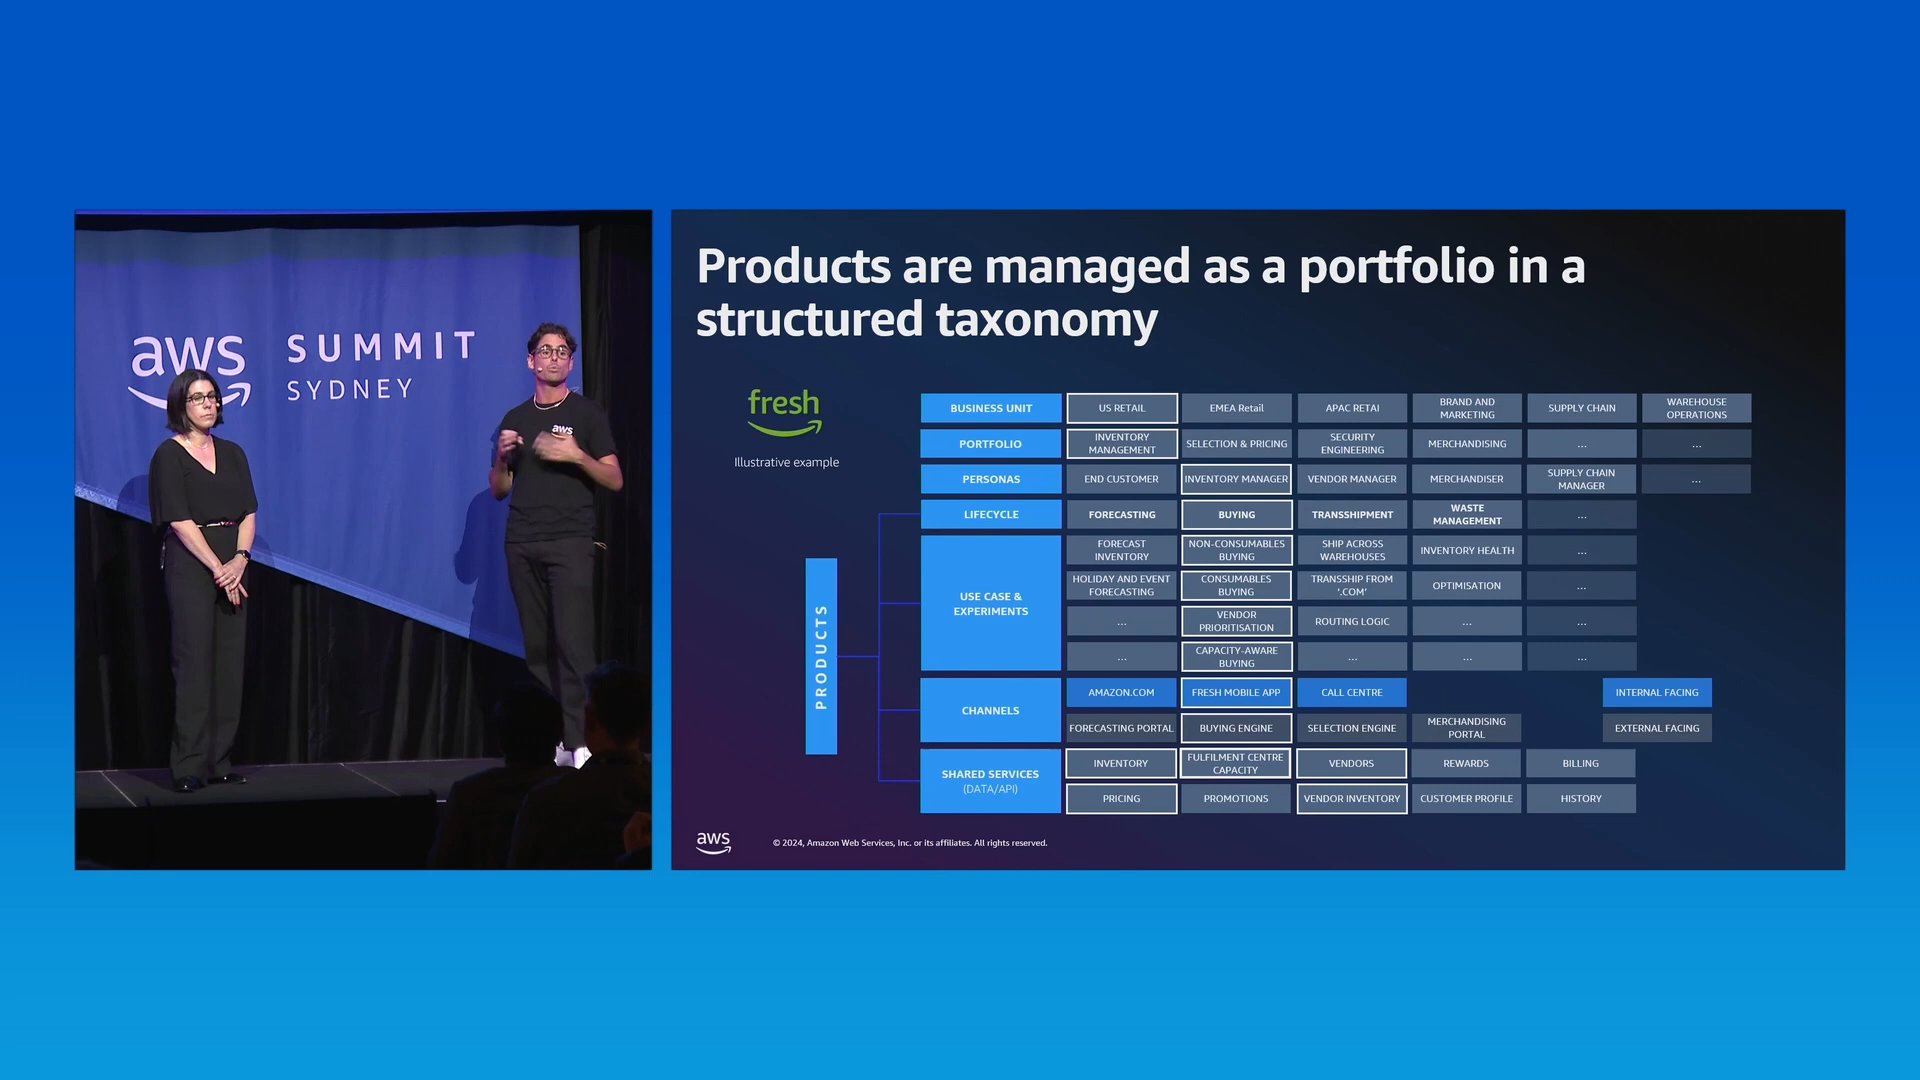 aws SUMMIT
SYDNEY
aws
Products are managed as a portfolio in a
structured taxonomy
fresh
Illustrative example
PRODUCTS
BUSINESS UNIT
US RETAIL
EMEA Retail
APAC RETAI
BRAND AND
MARKETING
SUPPLY CHAIN
WAREHOUSE
OPERATIONS
PORTFOLIO
INVENTORY
MANAGEMENT
SELECTION & PRICING
SECURITY
ENGINEERING
MERCHANDISING
...
...
PERSONAS
END CUSTOMER
INVENTORY MANAGER
VENDOR MANAGER
MERCHANDISER
SUPPLY CHAIN
MANAGER
...
LIFECYCLE
FORECASTING
BUYING
TRANSSHIPMENT
WASTE
MANAGEMENT
...
USE CASE &
EXPERIMENTS
FORECAST
INVENTORY
NON-CONSUMABLES
BUYING
SHIP ACROSS
WAREHOUSES
INVENTORY HEALTH
...
HOLIDAY AND EVENT
FORECASTING
CONSUMABLES
BUYING
TRANSSHIP FROM
‘.COM’
OPTIMISATION
...
...
VENDOR
PRIORITISATION
ROUTING LOGIC
...
...
...
CAPACITY-AWARE
BUYING
...
...
...
CHANNELS
AMAZON.COM
FRESH MOBILE APP
CALL CENTRE
INTERNAL FACING
FORECASTING PORTAL
BUYING ENGINE
SELECTION ENGINE
MERCHANDISING
PORTAL
EXTERNAL FACING
SHARED SERVICES
(DATA/API)
INVENTORY
FULFILMENT CENTRE
CAPACITY
VENDORS
REWARDS
BILLING
PRICING
PROMOTIONS
VENDOR INVENTORY
CUSTOMER PROFILE
HISTORY
aws
© 2024, Amazon Web Services, Inc. or its affiliates. All rights reserved.